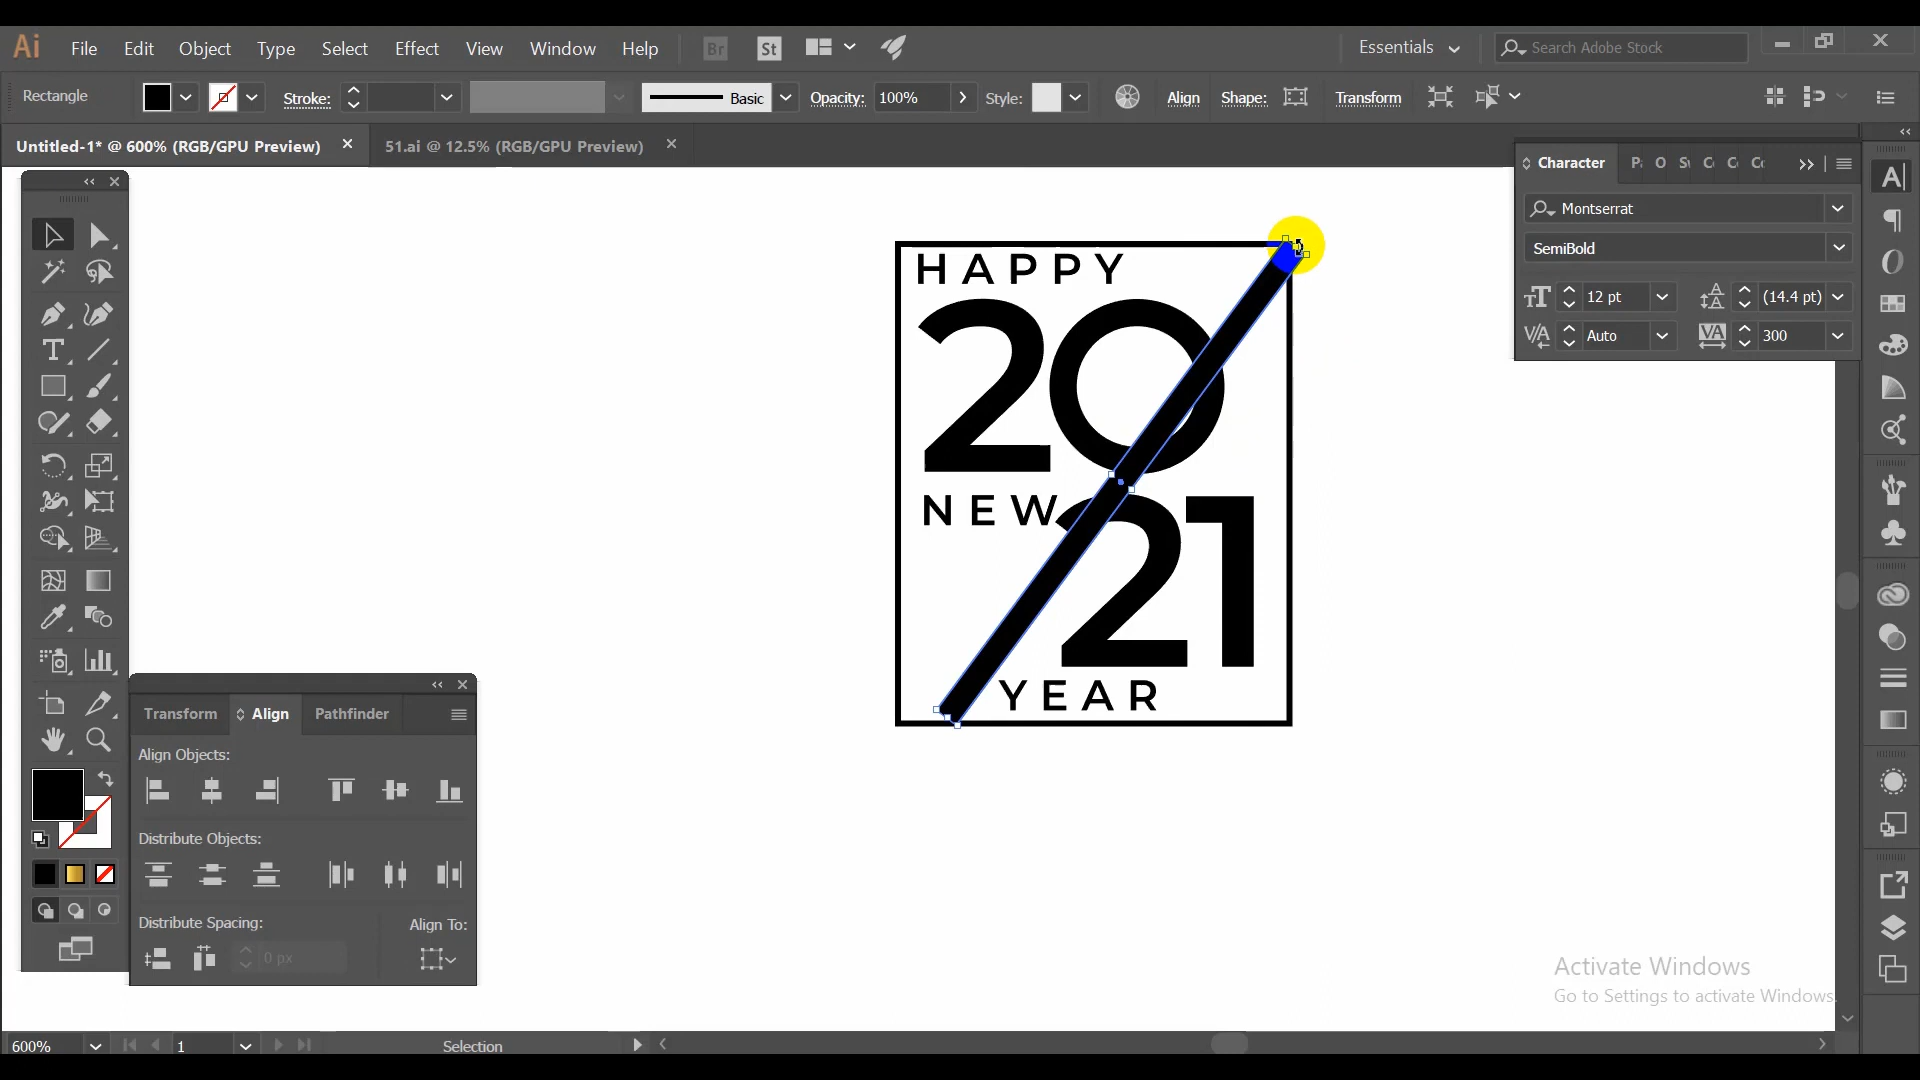 Ai File Edit Object Type Select Effect View Window Help Br St Essentials Search Adobe Stock
Rectangle Stroke: Basic Opacity: 100% Style: Align Shape: Transform
Untitled-1* @ 600% (RGB/GPU Preview) 51.ai @ 12.5% (RGB/GPU Preview)
Character
Montserrat
SemiBold
12 pt (14.4 pt)
Auto 300
HAPPY
20
NEW
21
YEAR
Transform Align Pathfinder
Align Objects:
Distribute Objects:
Distribute Spacing: Align To:
0 px
Activate Windows
Go to Settings to activate Windows.
600% 1 Selection